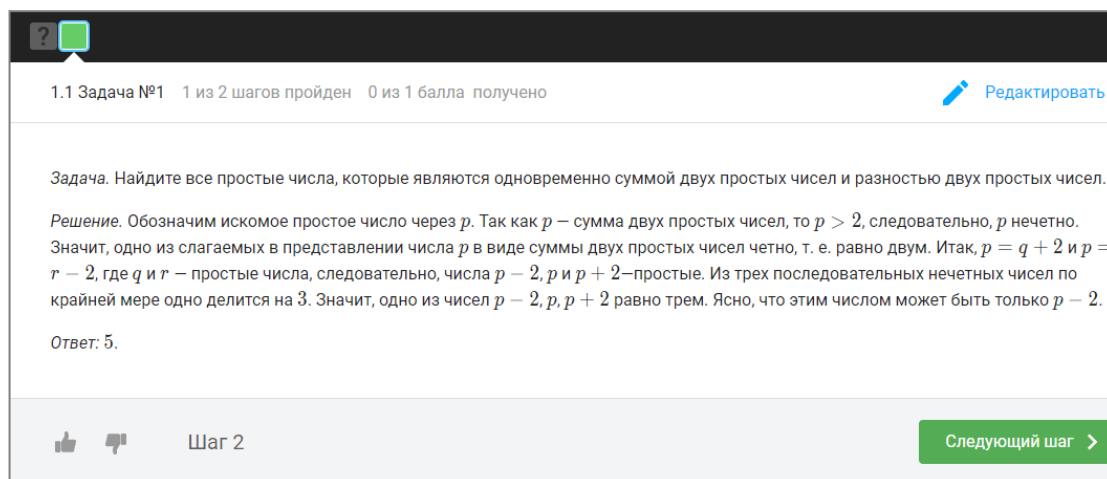 ?
1.1 Задача №1 1 из 2 шагов пройден 0 из 1 балла получено Редактировать
Задача. Найдите все простые числа, которые являются одновременно суммой двух простых чисел и разностью двух простых чисел.
Решение. Обозначим искомое простое число через p. Так как p – сумма двух простых чисел, то p > 2, следовательно, p нечетно.
Значит, одно из слагаемых в представлении числа p в виде суммы двух простых чисел четно, т. е. равно двум. Итак, p = q + 2 и p =
r − 2, где q и r – простые числа, следовательно, числа p − 2, p и p + 2–простые. Из трех последовательных нечетных чисел по
крайней мере одно делится на 3. Значит, одно из чисел p − 2, p, p + 2 равно трем. Ясно, что этим числом может быть только p − 2.
Ответ: 5.
Шаг 2 Следующий шаг